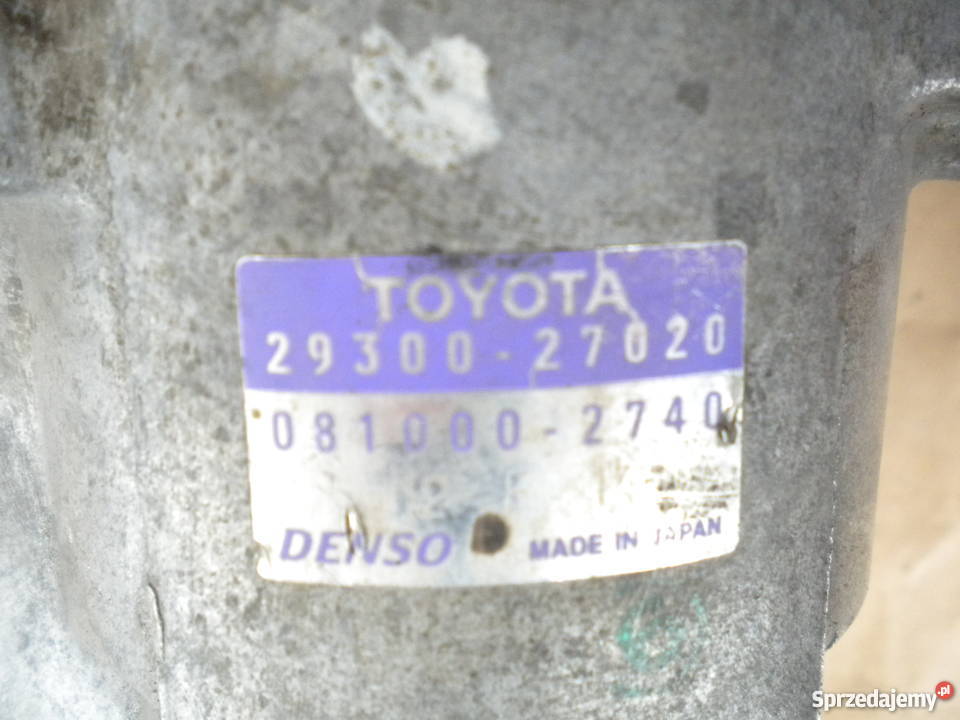 TOYOTA
29300-27020
081000-2740
DENSO MADE IN JAPAN
Sprzedajemy.pl